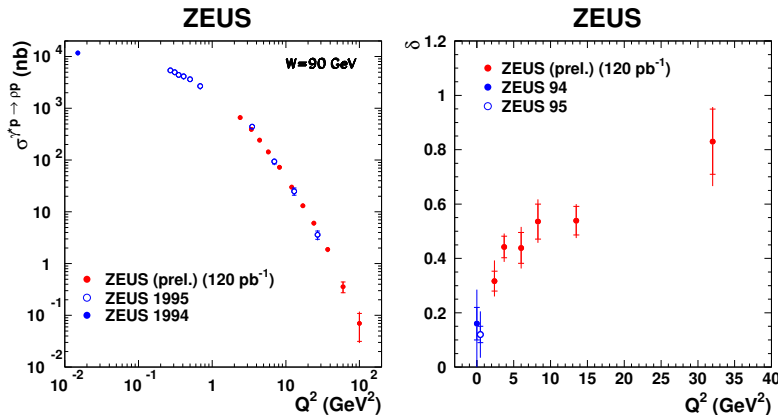 ZEUS
σ^γ*p → ρp (nb)
10^4
10^3
10^2
10
1
10^-1
10^-2
W=90 GeV
ZEUS (prel.) (120 pb^-1)
ZEUS 1995
ZEUS 1994
10^-2 10^-1 1 10 10^2
Q^2 (GeV^2)
ZEUS
δ
1.2
1
0.8
0.6
0.4
0.2
0
ZEUS (prel.) (120 pb^-1)
ZEUS 94
ZEUS 95
0 5 10 15 20 25 30 35 40
Q^2 (GeV^2)